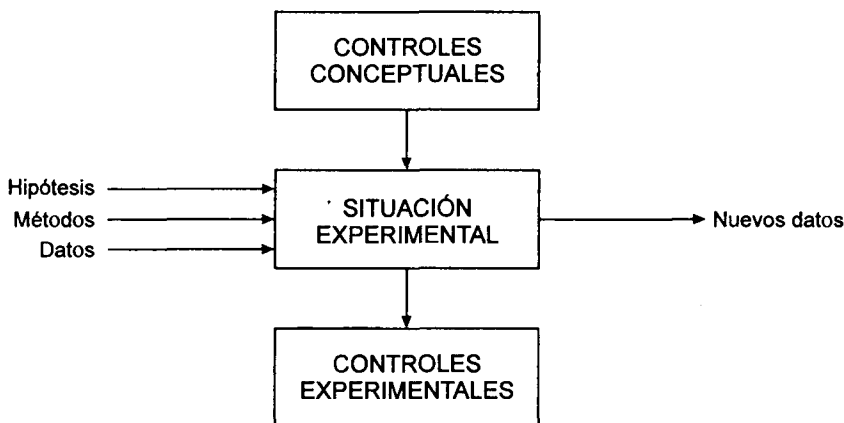 CONTROLES
CONCEPTUALES
Hipótesis
Métodos
Datos
SITUACIÓN
EXPERIMENTAL
Nuevos datos
CONTROLES
EXPERIMENTALES